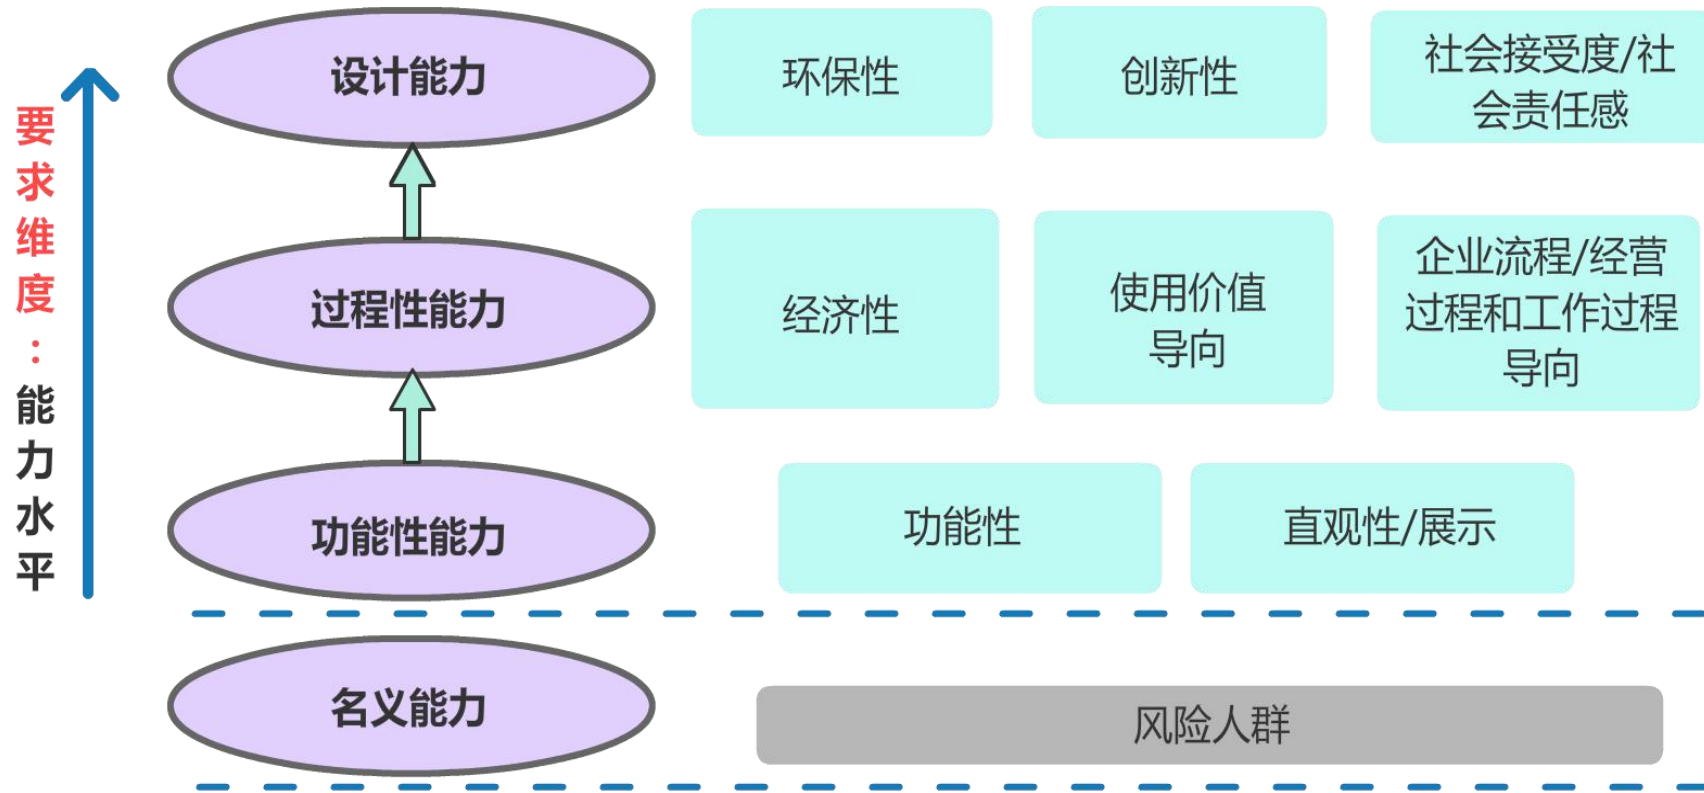 要求维度：能力水平
设计能力
环保性
创新性
社会接受度/社
会责任感
过程性能力
经济性
使用价值
导向
企业流程/经营
过程和工作过程
导向
功能性能力
功能性
直观性/展示
名义能力
风险人群